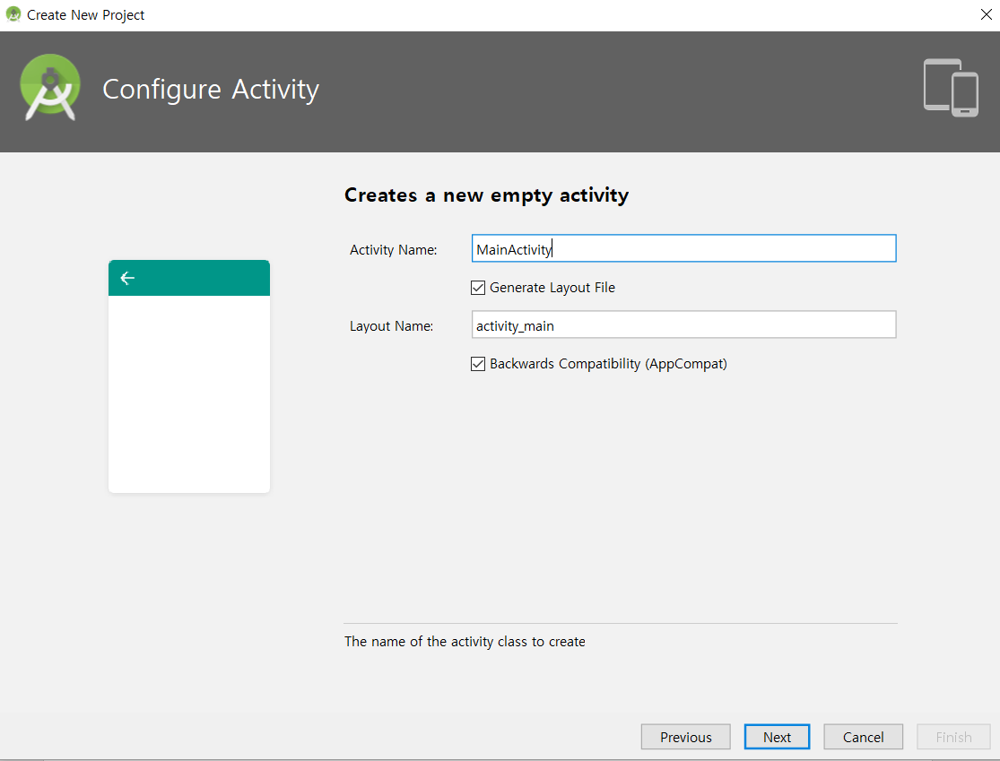 Create New Project
Configure Activity
Creates a new empty activity
Activity Name:
MainActivity
Generate Layout File
Layout Name:
activity_main
Backwards Compatibility (AppCompat)
The name of the activity class to create
Previous
Next
Cancel
Finish